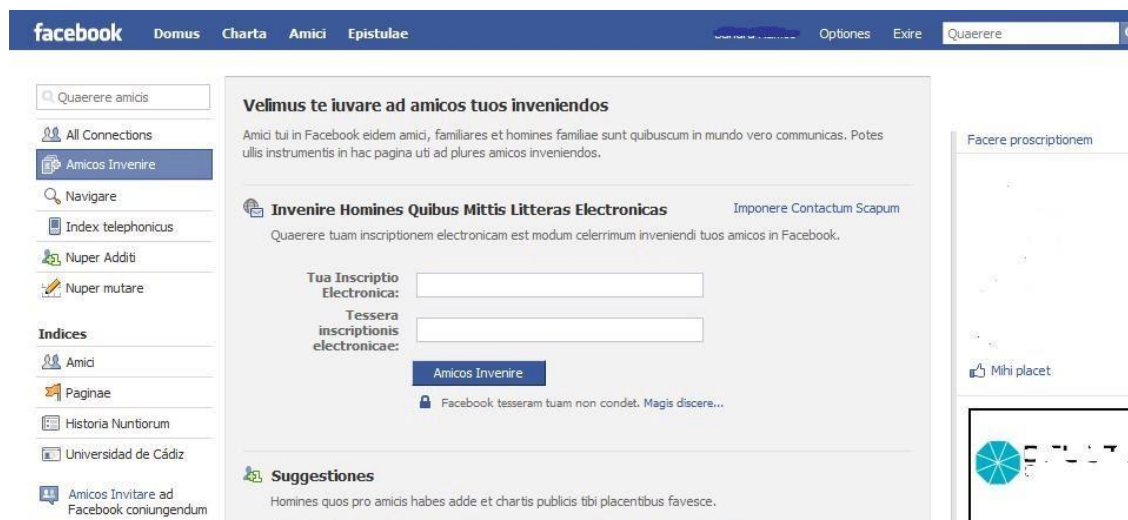 facebook Domus Charta Amici Epistulae Optiones Exire Quaerere
Quaerere amicis
All Connections
Amicos Invenire
Navigare
Index telephonicus
Nuper Additi
Nuper mutare
Indices
Amici
Paginae
Historia Nuntiorum
Universidad de Cádiz
Amicos Invitare ad
Facebook coniungendum
Velimus te iuvare ad amicos tuos inveniendos
Amici tui in Facebook eidem amici, familiares et homines familiae sunt quibuscum in mundo vero communicas. Potes
ullis instrumentis in hac pagina uti ad plures amicos inveniendos.
Invenire Homines Quibus Mittis Litteras Electronicas Imponere Contactum Scapum
Quaerere tuam inscriptionem electronicam est modum celerrimum inveniendi tuos amicos in Facebook.
Tua Inscriptio
Electronica:
Tessera
inscriptionis
electronicae:
Amicos Invenire
Facebook tesseram tuam non condet. Magis discere...
Suggestiones
Homines quos pro amicis habes adde et chartis publicis tibi placentibus favesce.
Facere proscriptionem
Mihi placet